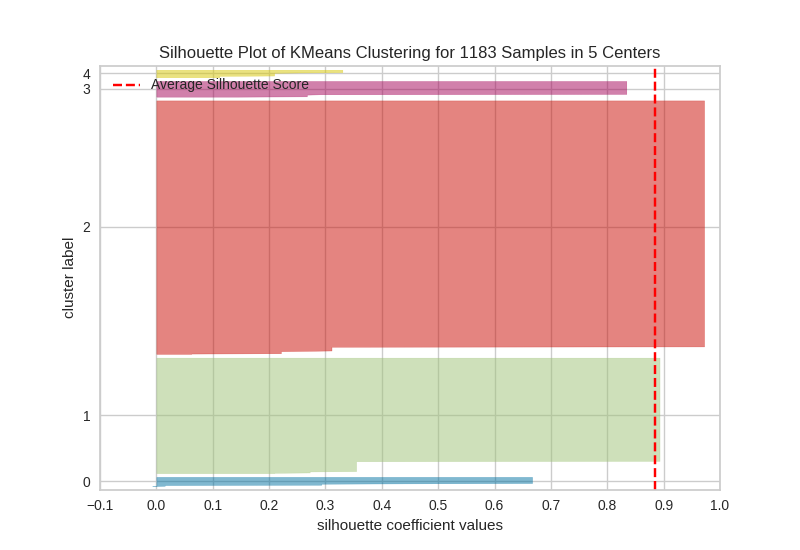 Silhouette Plot of KMeans Clustering for 1183 Samples in 5 Centers
4
3
Average Silhouette Score
2
1
0
cluster label
−0.1 0.0 0.1 0.2 0.3 0.4 0.5 0.6 0.7 0.8 0.9 1.0
silhouette coefficient values